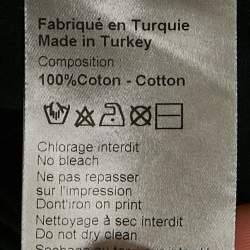 Fabriqué en Turquie
Made in Turkey
Composition
100%Coton - Cotton
Chlorage interdit
No bleach
Ne pas repasser
sur l'impression
Dont'iron on print
Nettoyage à sec interdit
Do not dry clean